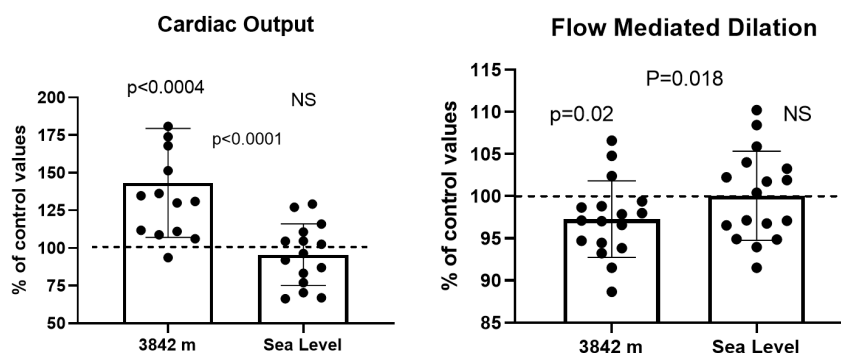 Cardiac Output
p<0.0004
NS
p<0.0001
% of control values
200
175
150
125
100
75
50
3842 m
Sea Level
Flow Mediated Dilation
P=0.018
p=0.02
NS
% of control values
115
110
105
100
95
90
85
3842 m
Sea Level